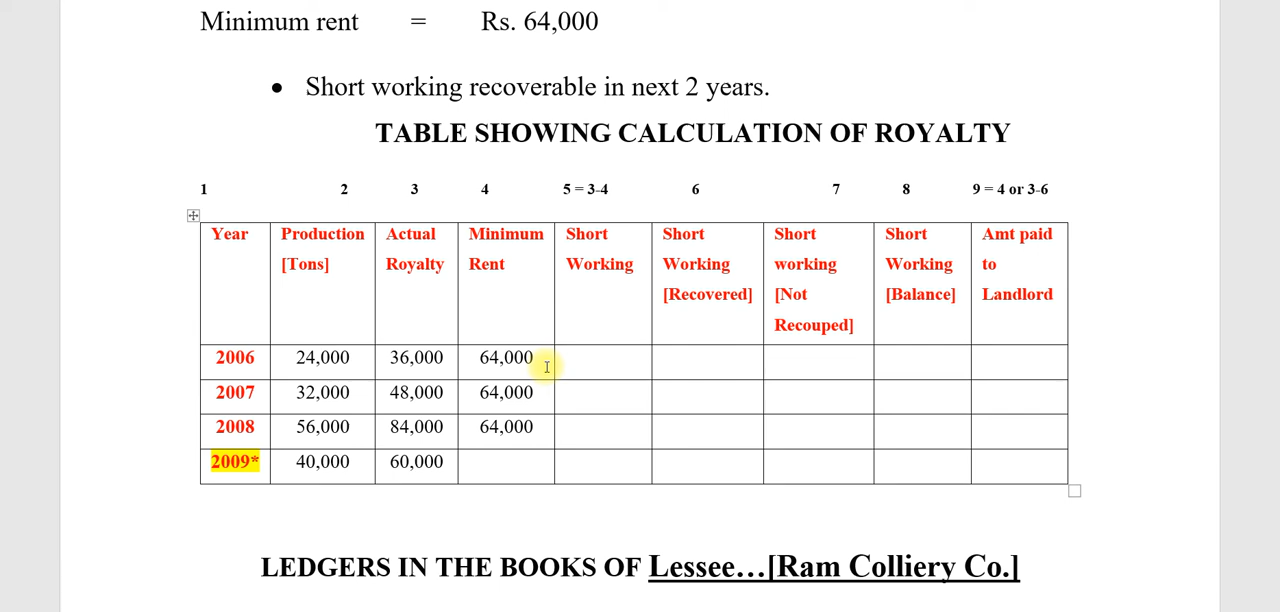 Minimum rent = Rs. 64,000
• Short working recoverable in next 2 years.
TABLE SHOWING CALCULATION OF ROYALTY
1 2 3 4 5 = 3-4 6 7 8 9 = 4 or 3-6
Year Production Actual Minimum Short Short Short Short Amt paid
[Tons] Royalty Rent Working Working working Working to
[Recovered] [Not [Balance] Landlord
Recouped]
2006 24,000 36,000 64,000
2007 32,000 48,000 64,000
2008 56,000 84,000 64,000
2009* 40,000 60,000
LEDGERS IN THE BOOKS OF Lessee…[Ram Colliery Co.]